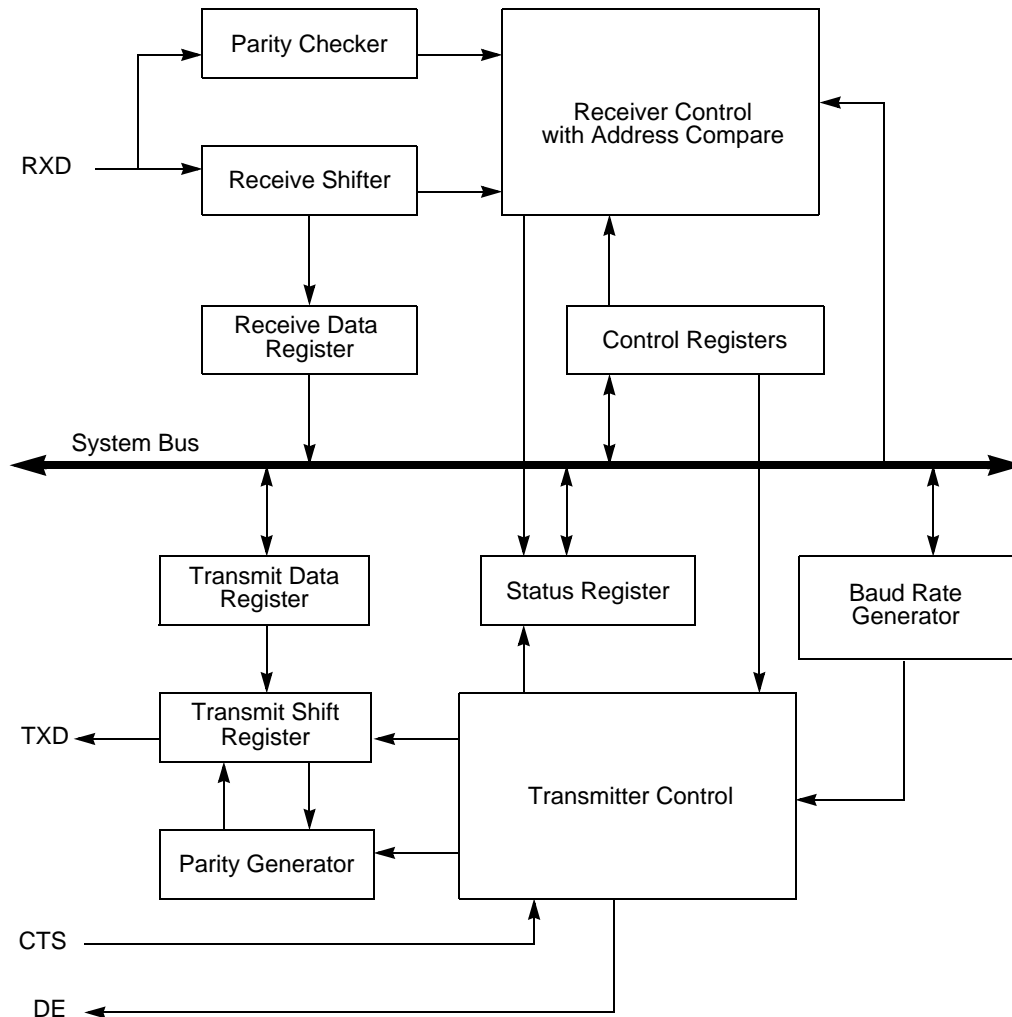 Parity Checker
Receiver Control
with Address Compare
RXD
Receive Shifter
Receive Data
Register
Control Registers
System Bus
Transmit Data
Register
Status Register
Baud Rate
Generator
Transmit Shift
Register
TXD
Transmitter Control
Parity Generator
CTS
DE